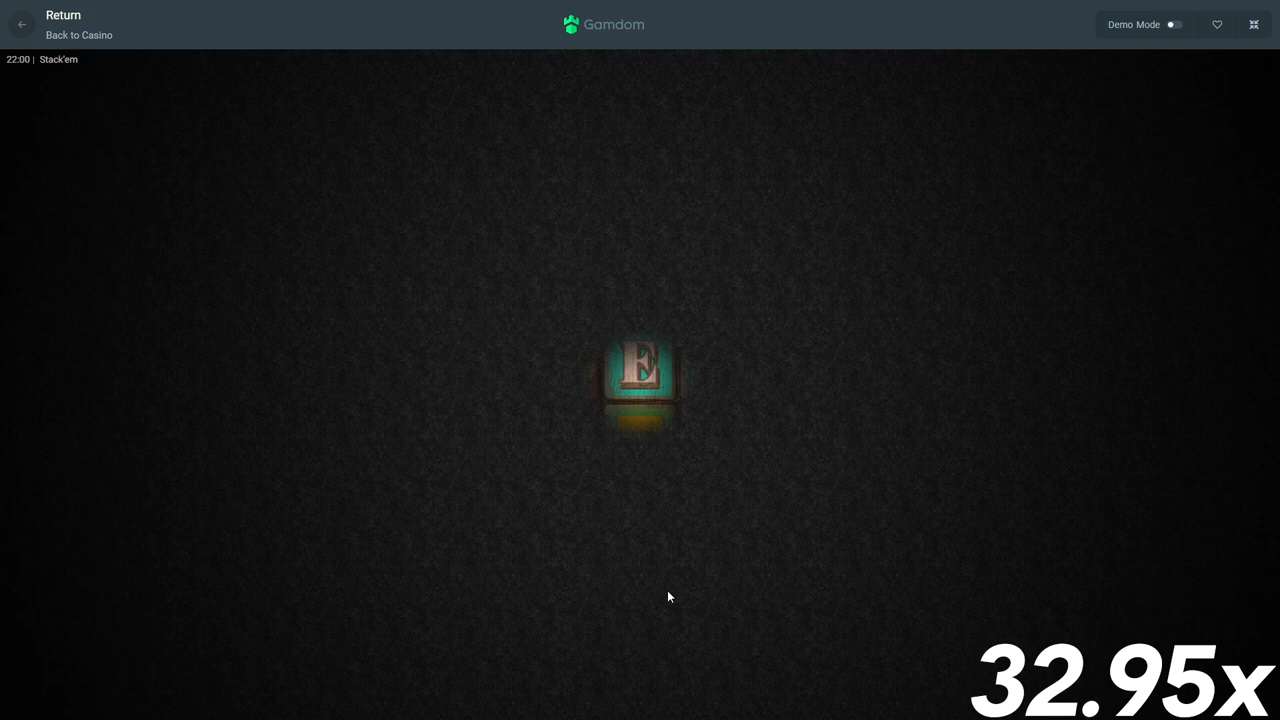 Return
Back to Casino
Gamdom
Demo Mode
22:00 | Stack'em
E
32.95x